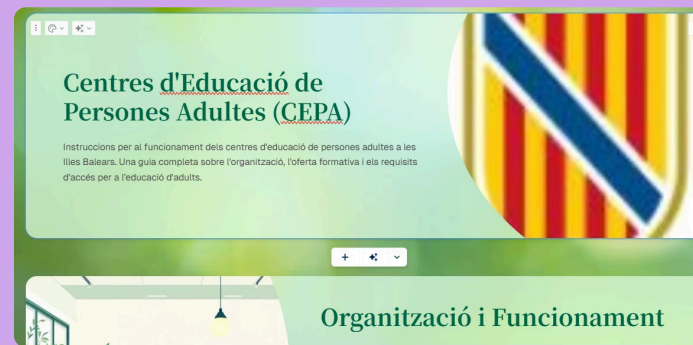 Centres d'Educació de
Persones Adultes (CEPA)
Instruccions per al funcionament dels centres d'educació de persones adultes a les
Illes Balears. Una guia completa sobre l'organització, l'oferta formativa i els requisits
d'accés per a l'educació d'adults.
Organització i Funcionament